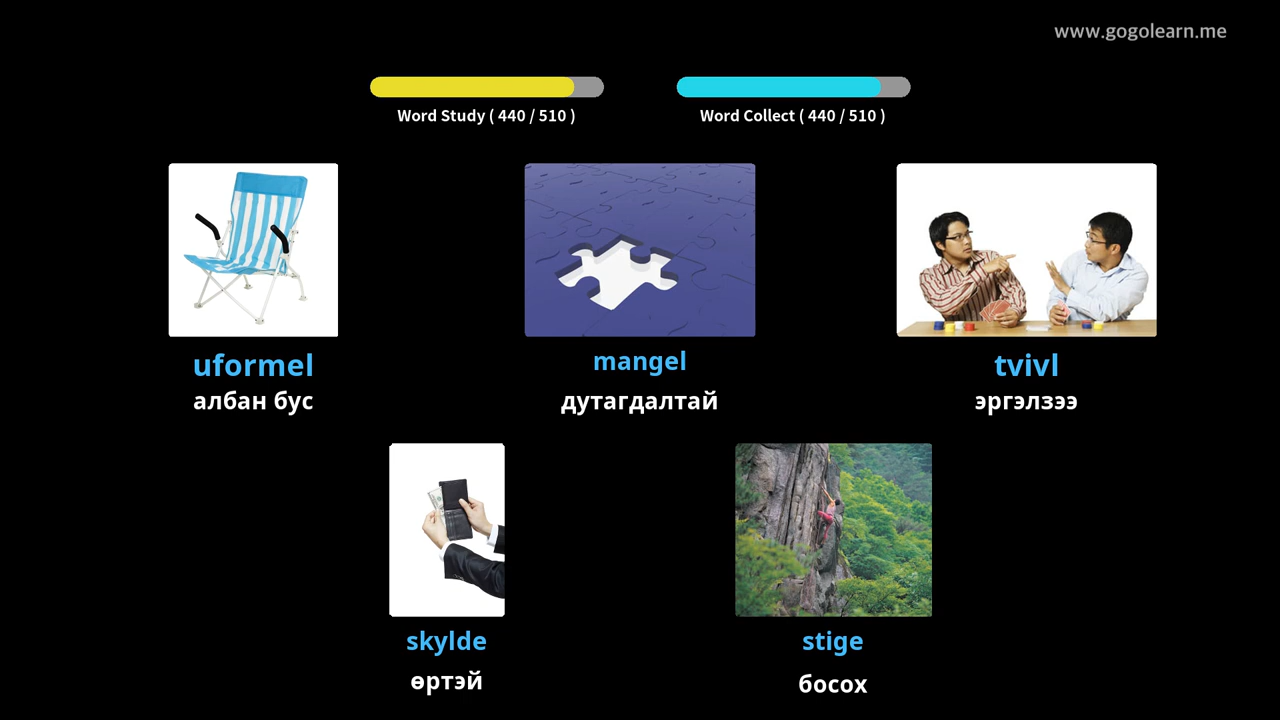 www.gogolearn.me
Word Study ( 440 / 510 )
Word Collect ( 440 / 510 )
uformel
албан бус
mangel
дутагдалтай
tvivl
эргэлзээ
skylde
өртэй
stige
босох